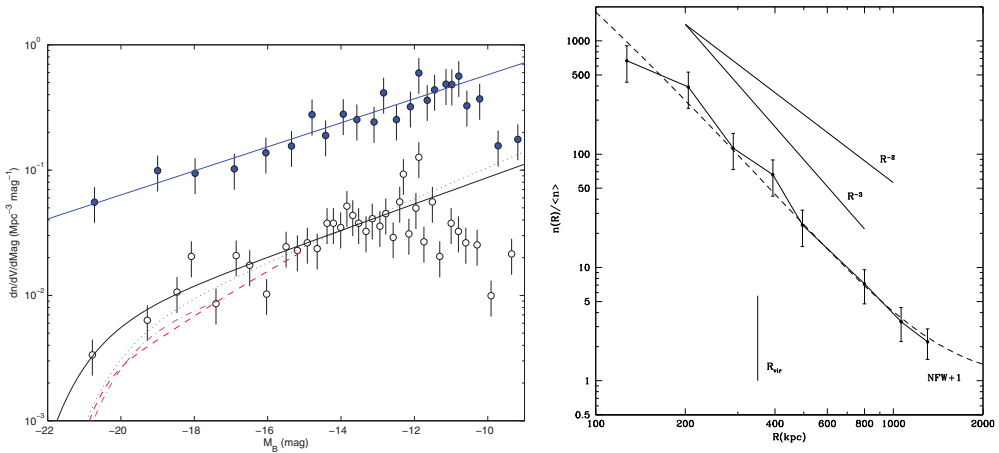 10^0
10^-1
10^-2
10^-3
dn/dV/dMag (Mpc^-3 mag^-1)
-22 -20 -18 -16 -14 -12 -10
M_B (mag)
1000
500
100
50
10
5
1
0.5
n(R)/<n>
R^-2
R^-3
R_vir
NFW+1
100 200 400 600 800 1000 2000
R(kpc)